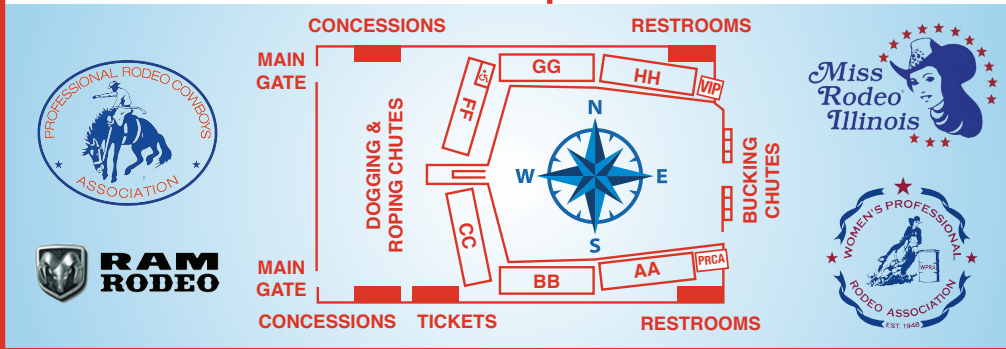 CONCESSIONS
RESTROOMS
MAIN
GATE
GG
HH
VIP
FF
DOGGING &
ROPING CHUTES
N
W
E
S
BUCKING
CHUTES
CC
MAIN
GATE
BB
AA
PRCA
CONCESSIONS
TICKETS
RESTROOMS
PROFESSIONAL RODEO COWBOYS
ASSOCIATION
RAM
RODEO
Miss
Rodeo
Illinois
WOMEN'S PROFESSIONAL
WPRA
RODEO ASSOCIATION
EST. 1948